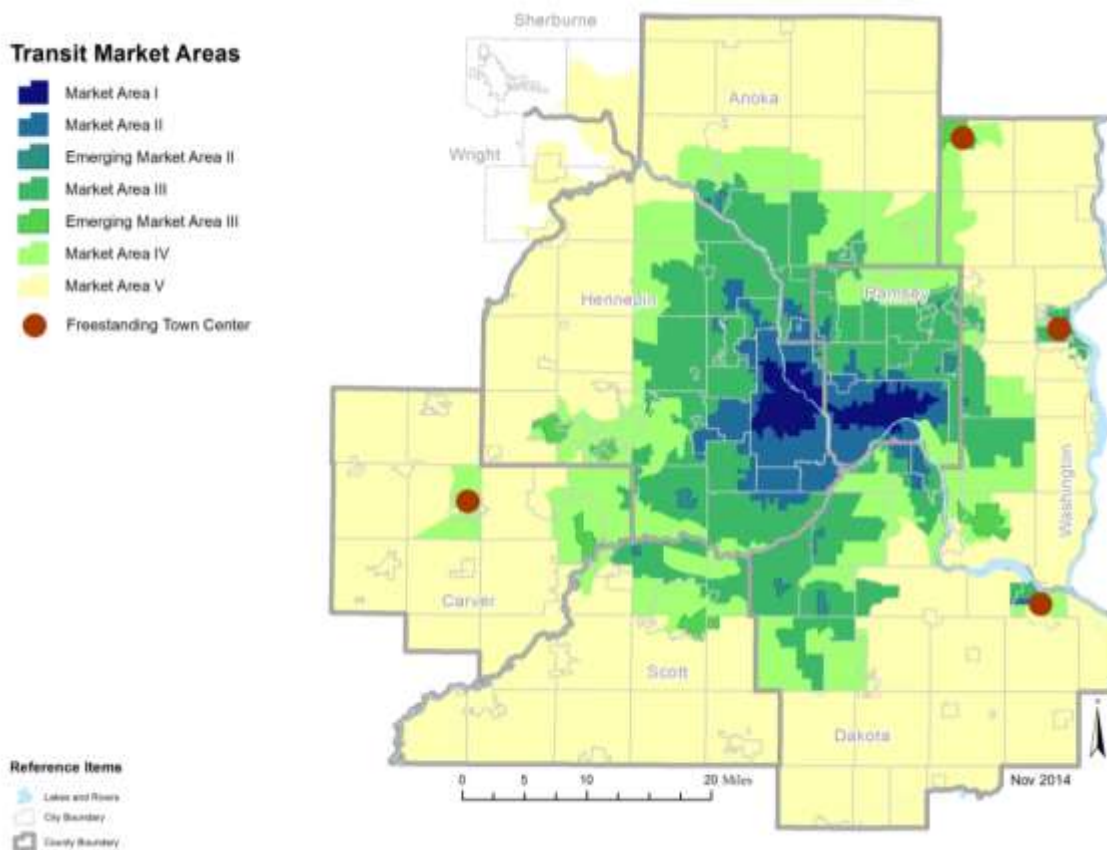 Transit Market Areas
Market Area I
Market Area II
Emerging Market Area II
Market Area III
Emerging Market Area III
Market Area IV
Market Area V
Freestanding Town Center
Sherburne
Anoka
Wright
Hennepin
Ramsey
Washington
Carver
Scott
Dakota
Reference Items
Lakes and Rivers
City Boundary
County Boundary
0 5 10 20 Miles
Nov 2014